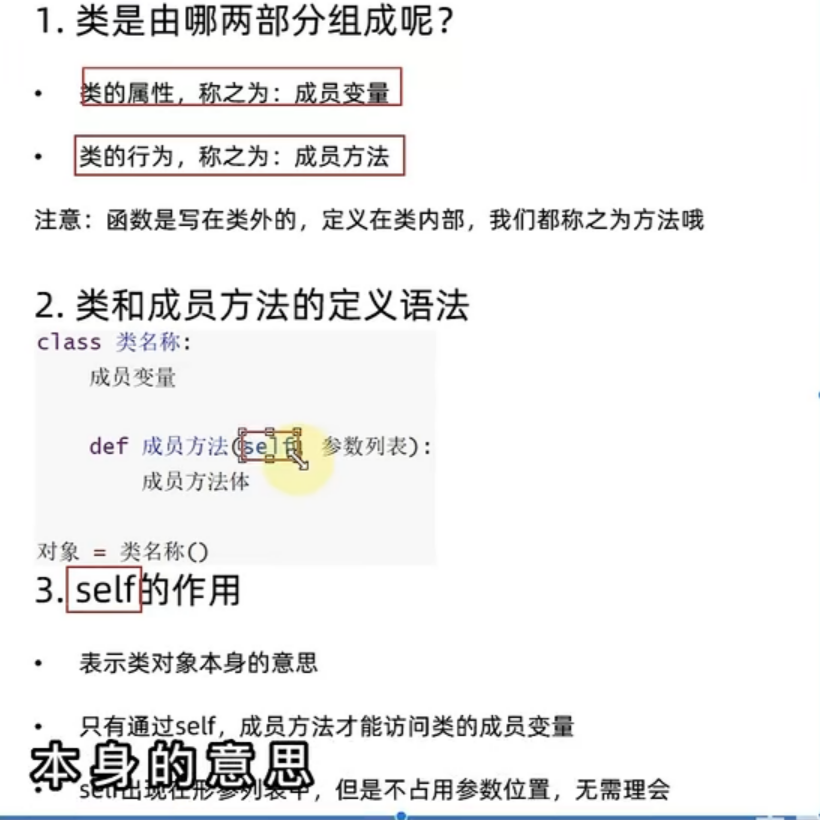 1. 类是由哪两部分组成呢？
• 类的属性，称之为：成员变量
• 类的行为，称之为：成员方法
注意：函数是写在类外的，定义在类内部，我们都称之为方法哦
2. 类和成员方法的定义语法
class 类名称:
成员变量
def 成员方法(self, 参数列表):
成员方法体
对象 = 类名称()
3. self的作用
• 表示类对象本身的意思
• 只有通过self，成员方法才能访问类的成员变量
本身的意思
• self出现在形参列表中，但是不占用参数位置，无需理会